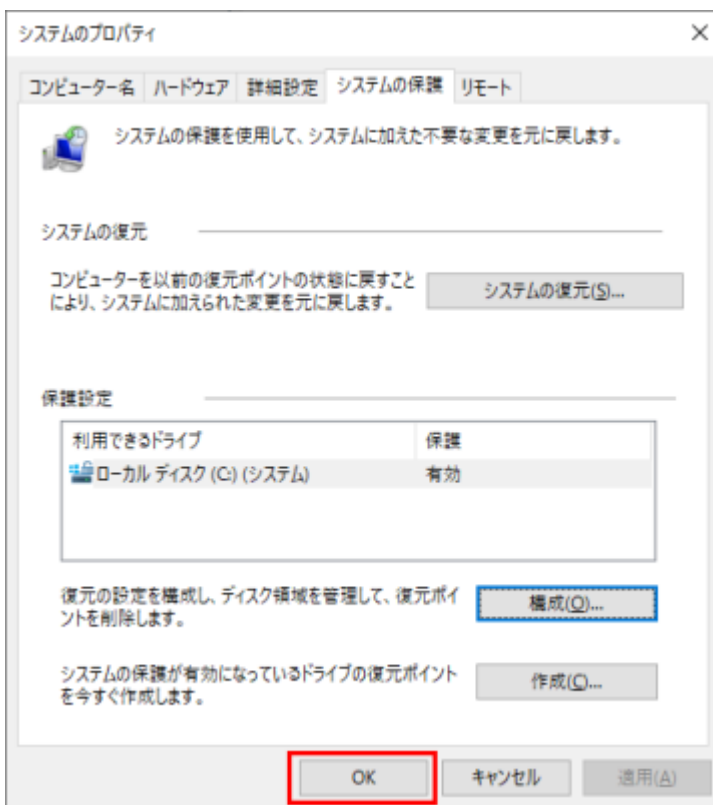 システムのプロパティ
コンピューター名 ハードウェア 詳細設定 システムの保護 リモート
システムの保護を使用して、システムに加えた不要な変更を元に戻します。
システムの復元
コンピューターを以前の復元ポイントの状態に戻すこと
により、システムに加えられた変更を元に戻します。
システムの復元(S)...
保護設定
利用できるドライブ 保護
ローカル ディスク (C:) (システム) 有効
復元の設定を構成し、ディスク領域を管理して、復元ポイ
ントを削除します。
構成(O)...
システムの保護が有効になっているドライブの復元ポイント
を今すぐ作成します。
作成(C)...
OK キャンセル 適用(A)